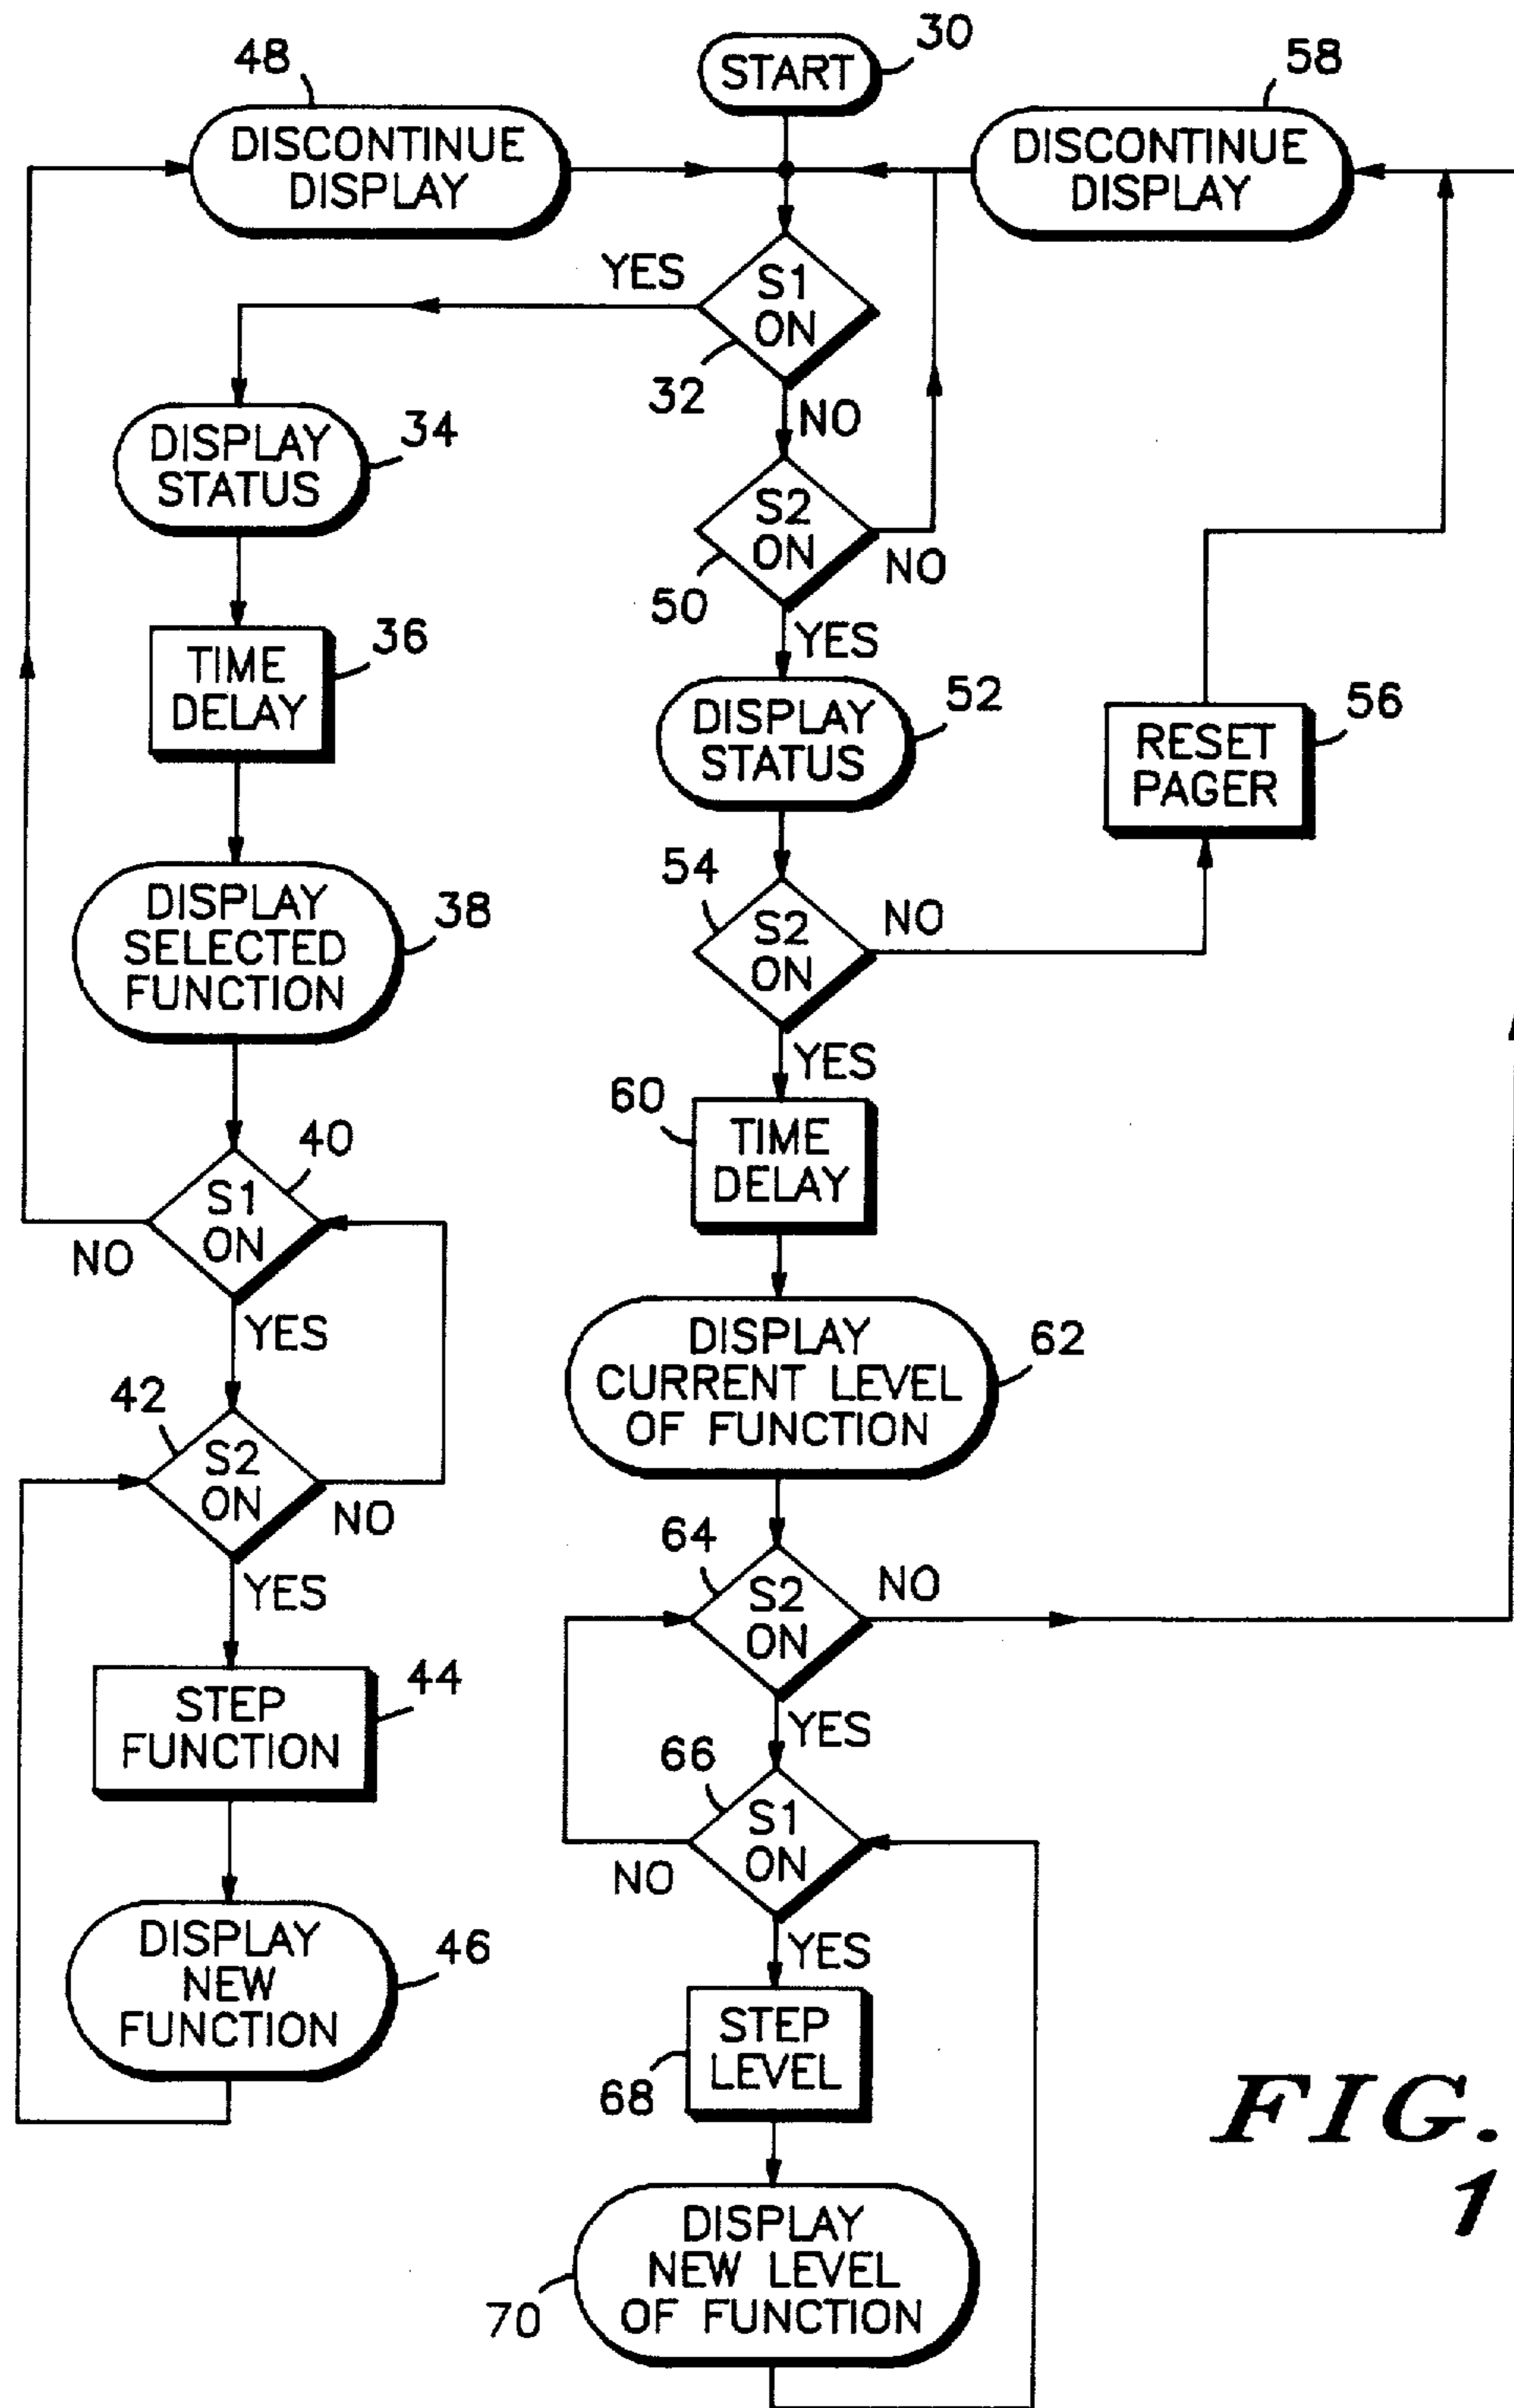 30
START
48
DISCONTINUE
DISPLAY
58
DISCONTINUE
DISPLAY
S1
ON
32
YES
NO
34
DISPLAY
STATUS
S2
ON
50
NO
YES
36
TIME
DELAY
52
DISPLAY
STATUS
56
RESET
PAGER
38
DISPLAY
SELECTED
FUNCTION
54
S2
ON
NO
YES
60
TIME
DELAY
40
S1
ON
NO
YES
62
DISPLAY
CURRENT LEVEL
OF FUNCTION
42
S2
ON
NO
YES
64
S2
ON
NO
YES
44
STEP
FUNCTION
66
S1
ON
NO
YES
46
DISPLAY
NEW
FUNCTION
68
STEP
LEVEL
70
DISPLAY
NEW LEVEL
OF FUNCTION
FIG.
1